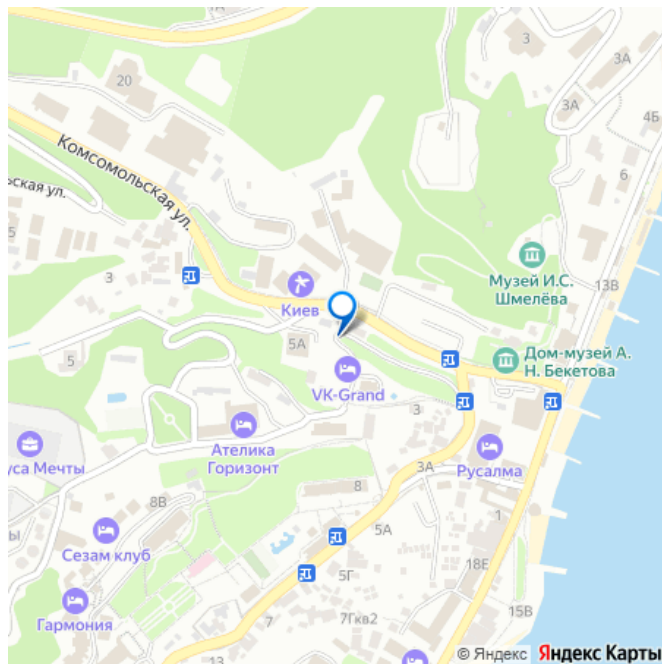 1А
3
3А
20
3А
4Б
Комсомольская ул.
6
ьская ул.
5
Музей И.С.
Шмелёва
13В
3
Киев
5А
5
Дом-музей А.
Н. Бекетова
VK-Grand
3
Ателика
Горизонт
уса Мечты
3А
Русалма
8
8В
ы
1
5А
Сезам клуб
18Е
5Г
Гармония
7
7Гкв2
15В
13
© Яндекс Яндекс Карты